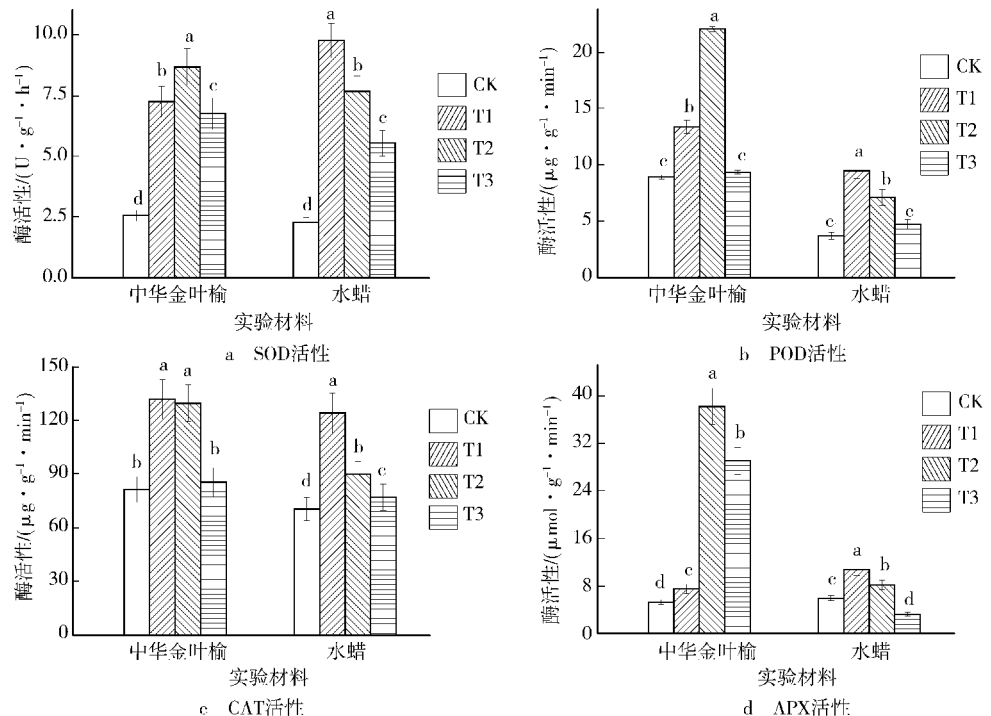 酶活性/(U·g⁻¹·h⁻¹)
10.0
7.5
5.0
2.5
0.0
d
b
a
c
d
a
b
c
CK
T1
T2
T3
中华金叶榆
水蜡
实验材料
a SOD活性
酶活性/(μg·g⁻¹·min⁻¹)
20
15
10
5
0
c
b
a
c
c
a
b
c
CK
T1
T2
T3
中华金叶榆
水蜡
实验材料
b POD活性
酶活性/(μg·g⁻¹·min⁻¹)
150
120
90
60
30
0
b
a
a
b
d
a
b
c
CK
T1
T2
T3
中华金叶榆
水蜡
实验材料
c CAT活性
酶活性/(μmol·g⁻¹·min⁻¹)
40
32
24
16
8
0
d
c
a
b
c
a
b
d
CK
T1
T2
T3
中华金叶榆
水蜡
实验材料
d APX活性